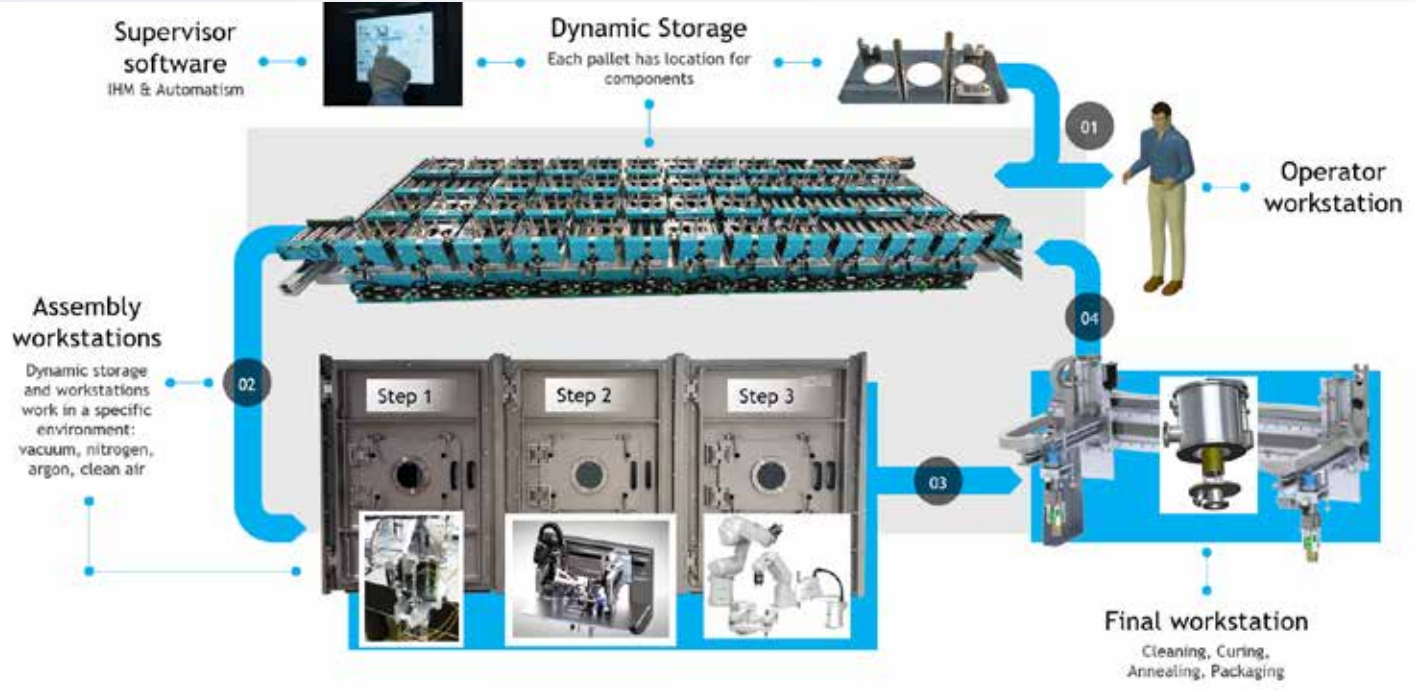 Supervisor
software
IHM & Automatism
Dynamic Storage
Each pallet has location for
components
01
Operator
workstation
Assembly
workstations
Dynamic storage
and workstations
work in a specific
environment:
vacuum, nitrogen,
argon, clean air
02
Step 1
Step 2
Step 3
03
04
Final workstation
Cleaning, Curing,
Annealing, Packaging